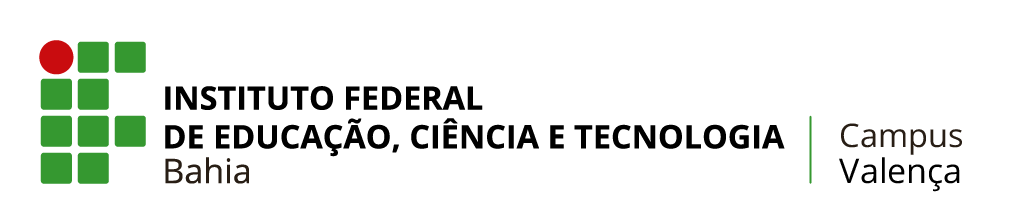 INSTITUTO FEDERAL
DE EDUCAÇÃO, CIÊNCIA E TECNOLOGIA
Bahia
Campus
Valença